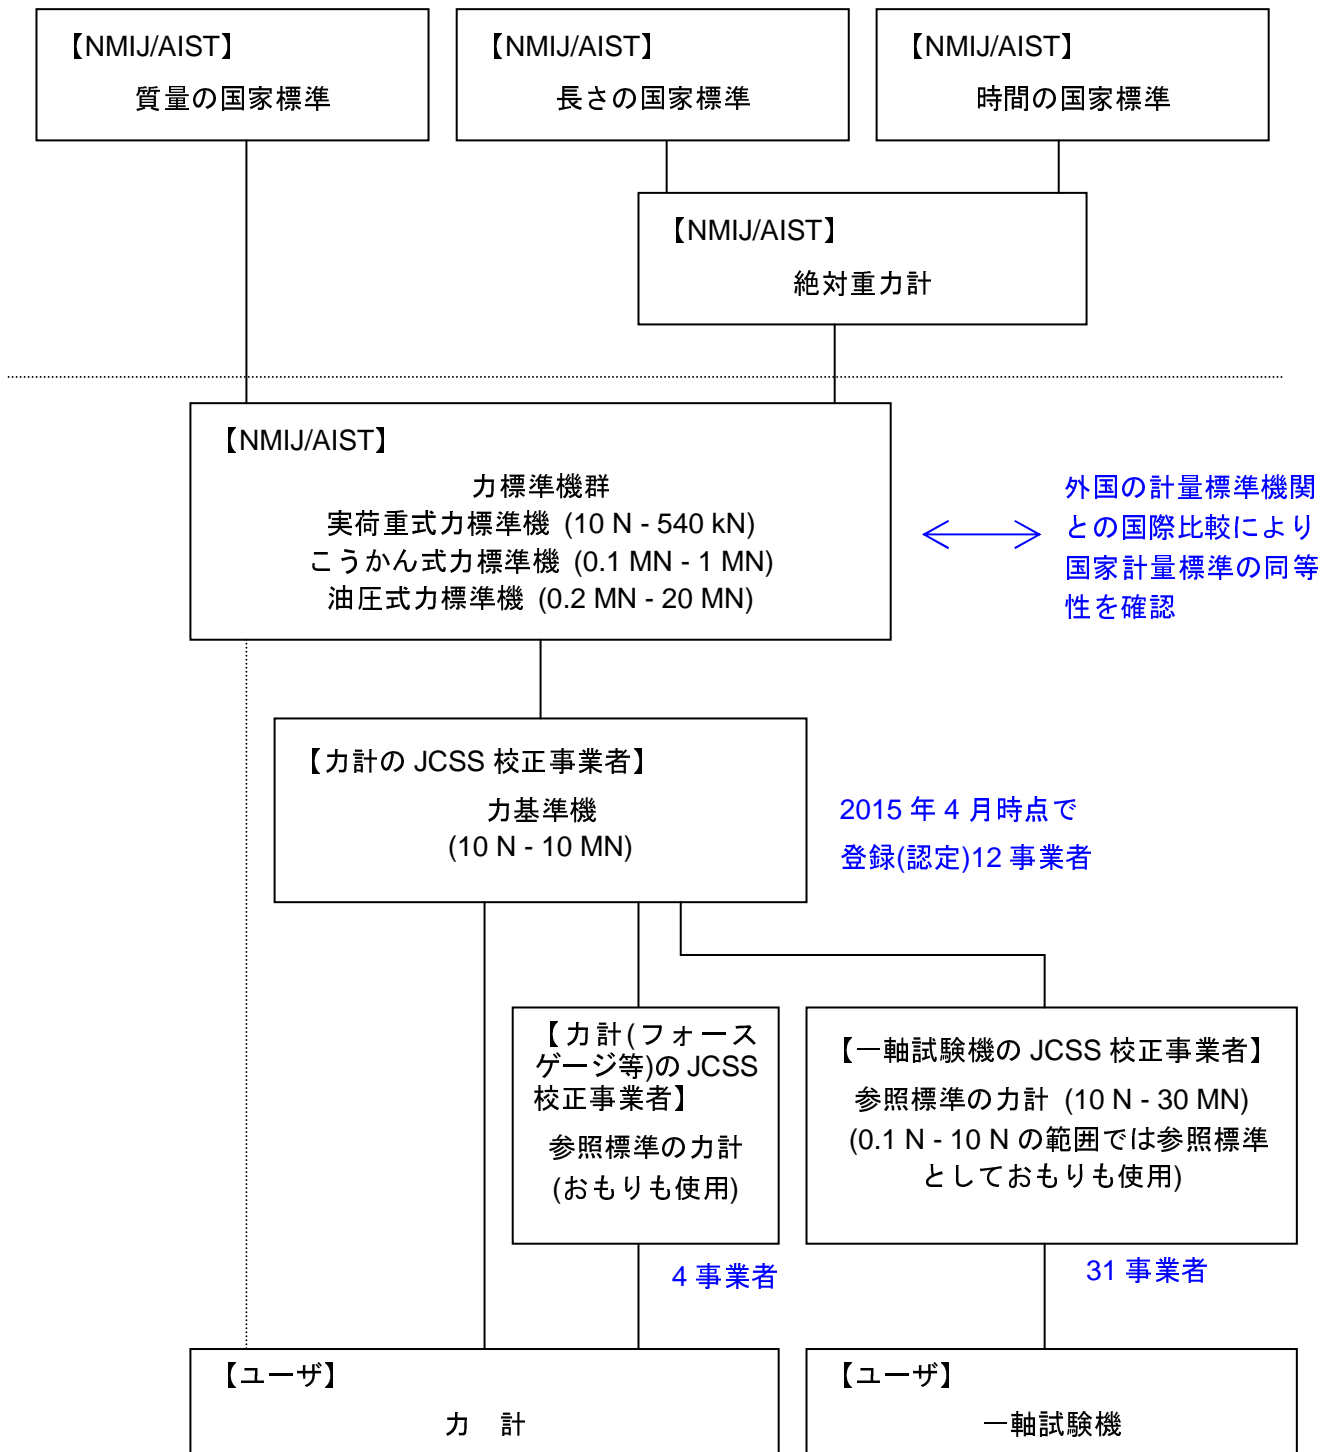 【NMIJ/AIST】
質量の国家標準
【NMIJ/AIST】
長さの国家標準
【NMIJ/AIST】
時間の国家標準
【NMIJ/AIST】
絶対重力計
【NMIJ/AIST】
力標準機群
実荷重式力標準機 (10 N - 540 kN)
こうかん式力標準機 (0.1 MN - 1 MN)
油圧式力標準機 (0.2 MN - 20 MN)
外国の計量標準機関
との国際比較により
国家計量標準の同等
性を確認
【力計の JCSS 校正事業者】
力基準機
(10 N - 10 MN)
2015 年 4 月時点で
登録(認定)12 事業者
【力計(フォース
ゲージ等)の JCSS
校正事業者】
参照標準の力計
(おもりも使用)
4 事業者
【一軸試験機の JCSS 校正事業者】
参照標準の力計 (10 N - 30 MN)
(0.1 N - 10 N の範囲では参照標準
としておもりも使用)
31 事業者
【ユーザ】
力　計
【ユーザ】
一軸試験機